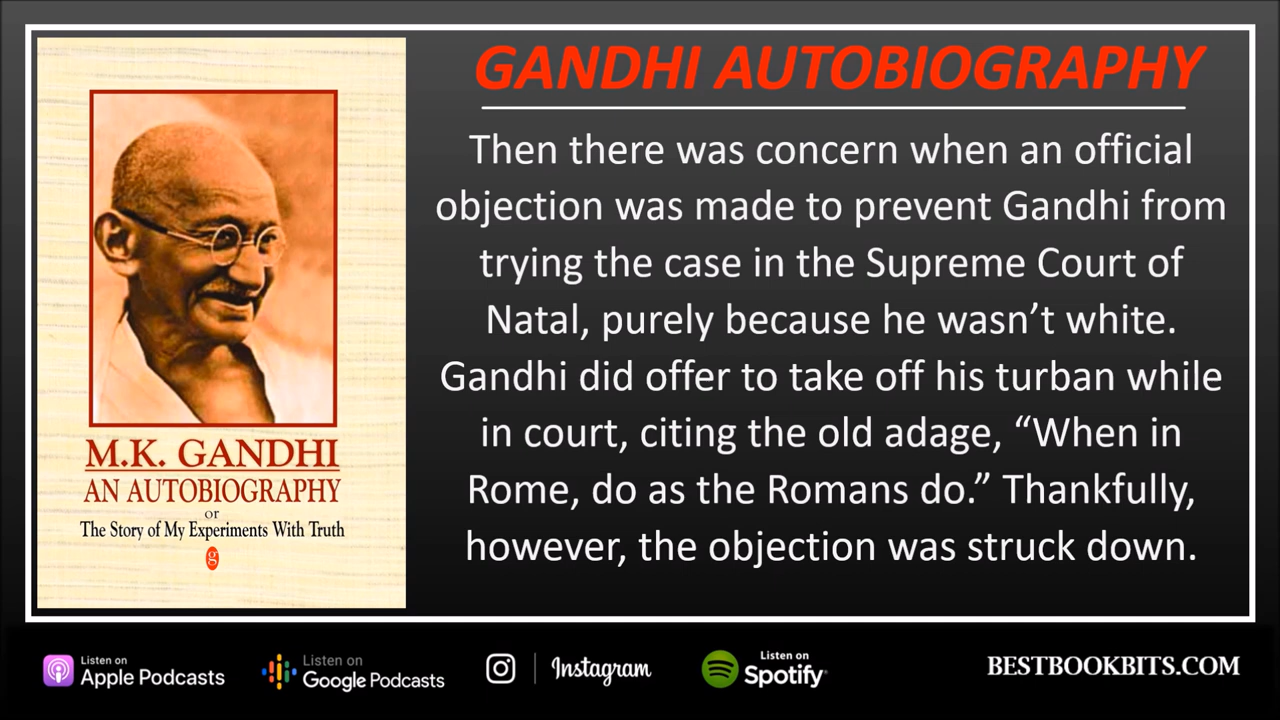 GANDHI AUTOBIOGRAPHY
Then there was concern when an official
objection was made to prevent Gandhi from
trying the case in the Supreme Court of
Natal, purely because he wasn’t white.
Gandhi did offer to take off his turban while
in court, citing the old adage, “When in
Rome, do as the Romans do.” Thankfully,
however, the objection was struck down.
M.K. GANDHI
AN AUTOBIOGRAPHY
or
The Story of My Experiments With Truth
g
Listen on
Apple Podcasts
Listen on
Google Podcasts
Instagram
Listen on
Spotify
BESTBOOKBITS.COM